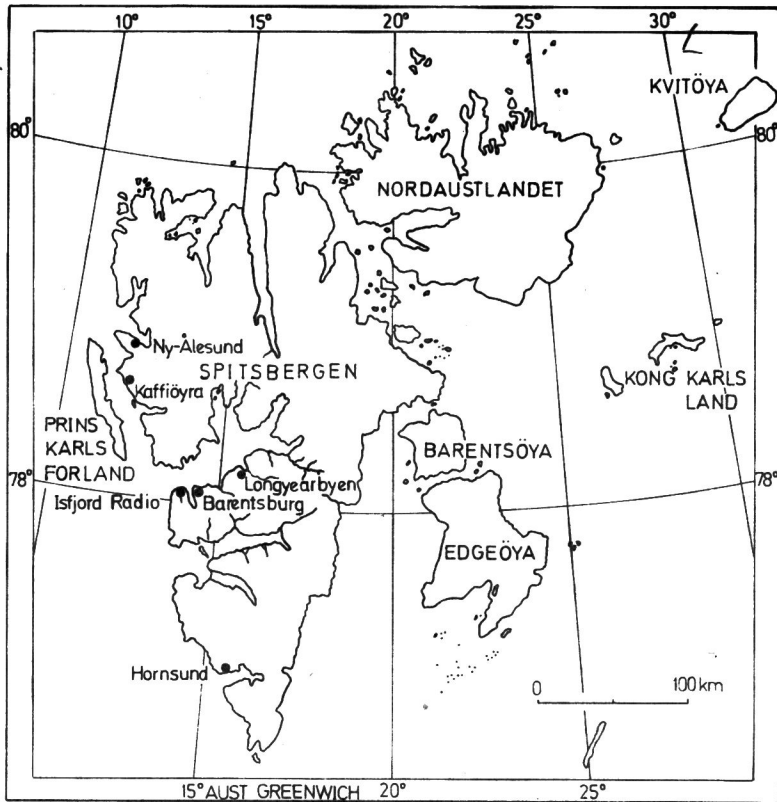 10°
15°
20°
25°
30°
KVITÖYA
80°
80°
NORDAUSTLANDET
Ny-Ålesund
SPITSBERGEN
Kaffiöyra
KONG KARLS
LAND
PRINS
KARLS
FORLAND
BARENTSÖYA
78°
78°
Longyearbyen
Isfjord Radio
Barentsburg
EDGEÖYA
Hornsund
0
100 km
15° AUST GREENWICH
20°
25°